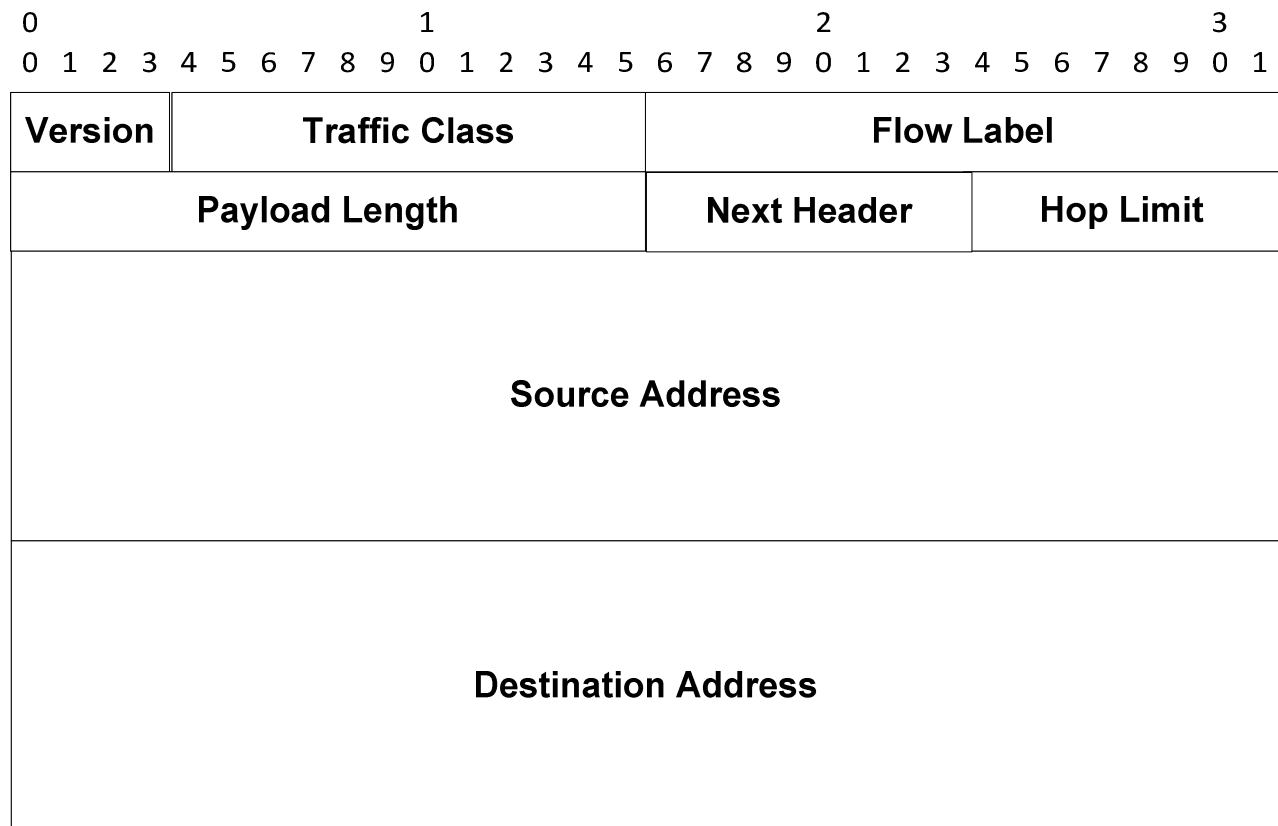 0 1 2 3
0 1 2 3 4 5 6 7 8 9 0 1 2 3 4 5 6 7 8 9 0 1 2 3 4 5 6 7 8 9 0 1
Version Traffic Class Flow Label
Payload Length Next Header Hop Limit
Source Address
Destination Address